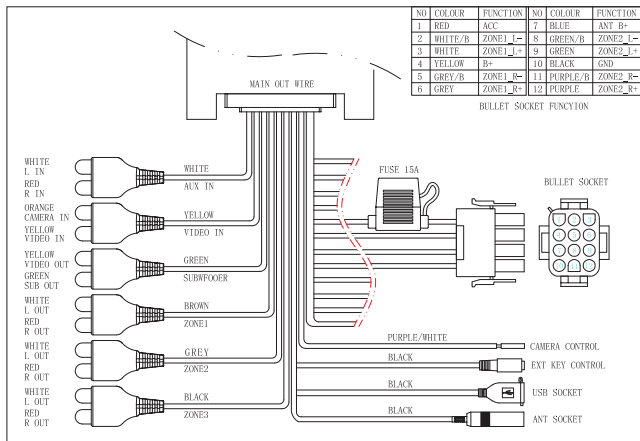 NO COLOUR FUNCTION NO COLOUR FUNCTION
1 RED ACC 7 BLUE ANT B+
2 WHITE/B ZONE1_L- 8 GREEN/B ZONE2_L-
3 WHITE ZONE1_L+ 9 GREEN ZONE2_L+
4 YELLOW B+ 10 BLACK GND
5 GREY/B ZONE1_R- 11 PURPLE/B ZONE2_R-
6 GREY ZONE1_R+ 12 PURPLE ZONE2_R+
BULLET SOCKET FUNCYION
MAIN OUT WIRE
FUSE 15A
BULLET SOCKET
WHITE
L IN
RED
R IN
WHITE
AUX IN
ORANGE
CAMERA IN
YELLOW
VIDEO IN
YELLOW
VIDEO IN
YELLOW
VIDEO OUT
GREEN
SUB OUT
GREEN
SUBWFOOER
WHITE
L OUT
RED
R OUT
BROWN
ZONE1
WHITE
L OUT
RED
R OUT
GREY
ZONE2
WHITE
L OUT
RED
R OUT
BLACK
ZONE3
PURPLE/WHITE
CAMERA CONTROL
BLACK
EXT KEY CONTROL
BLACK
USB SOCKET
BLACK
ANT SOCKET